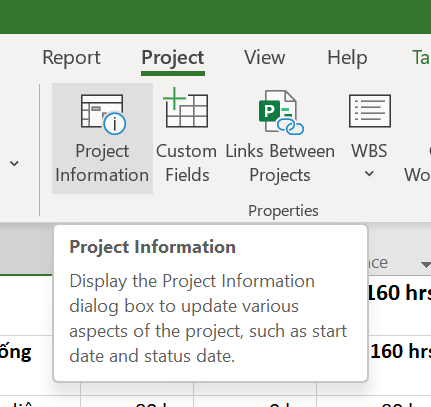 Report Project View Help Ta
Project Information
Custom Fields
Links Between Projects
WBS
Wo
Properties
Project Information
Display the Project Information
dialog box to update various
aspects of the project, such as start
date and status date.
nce
160 hrs
ống
160 hrs